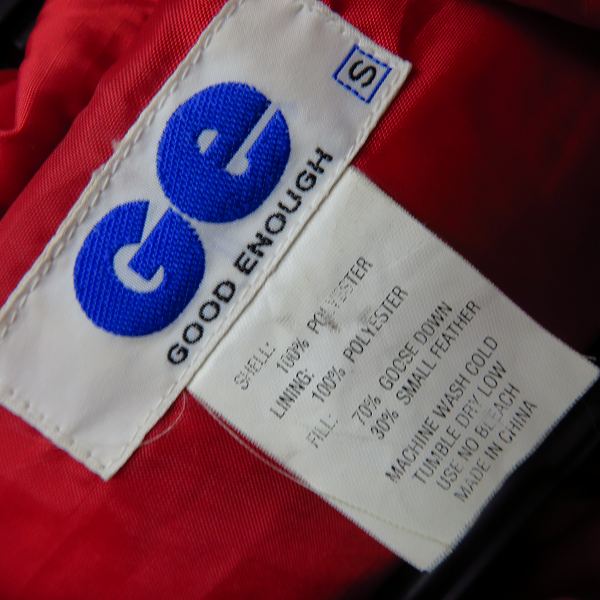 Ge
GOOD ENOUGH
S
SHELL: 100% POLYESTER
LINING: 100% POLYESTER
FILL: 70% GOOSE DOWN
30% SMALL FEATHER
MACHINE WASH COLD
TUMBLE DRY LOW
USE NO BLEACH
MADE IN CHINA